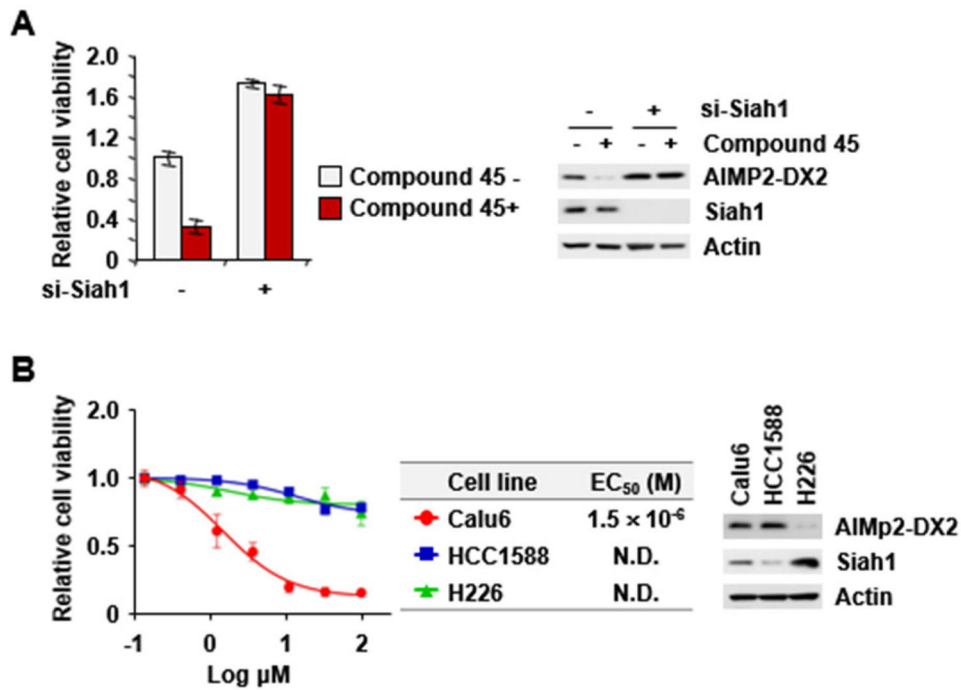 A
Relative cell viability
2.0
1.6
1.2
0.8
0.4
0
si-Siah1
-
+
Compound 45 -
Compound 45+
- + si-Siah1
- + - + Compound 45
AIMP2-DX2
Siah1
Actin
B
Relative cell viability
2.0
1.0
0.5
0
-1 0 1 2
Log µM
Cell line EC50 (M)
Calu6 1.5 × 10-6
HCC1588 N.D.
H226 N.D.
Calu6
HCC1588
H226
AIMp2-DX2
Siah1
Actin